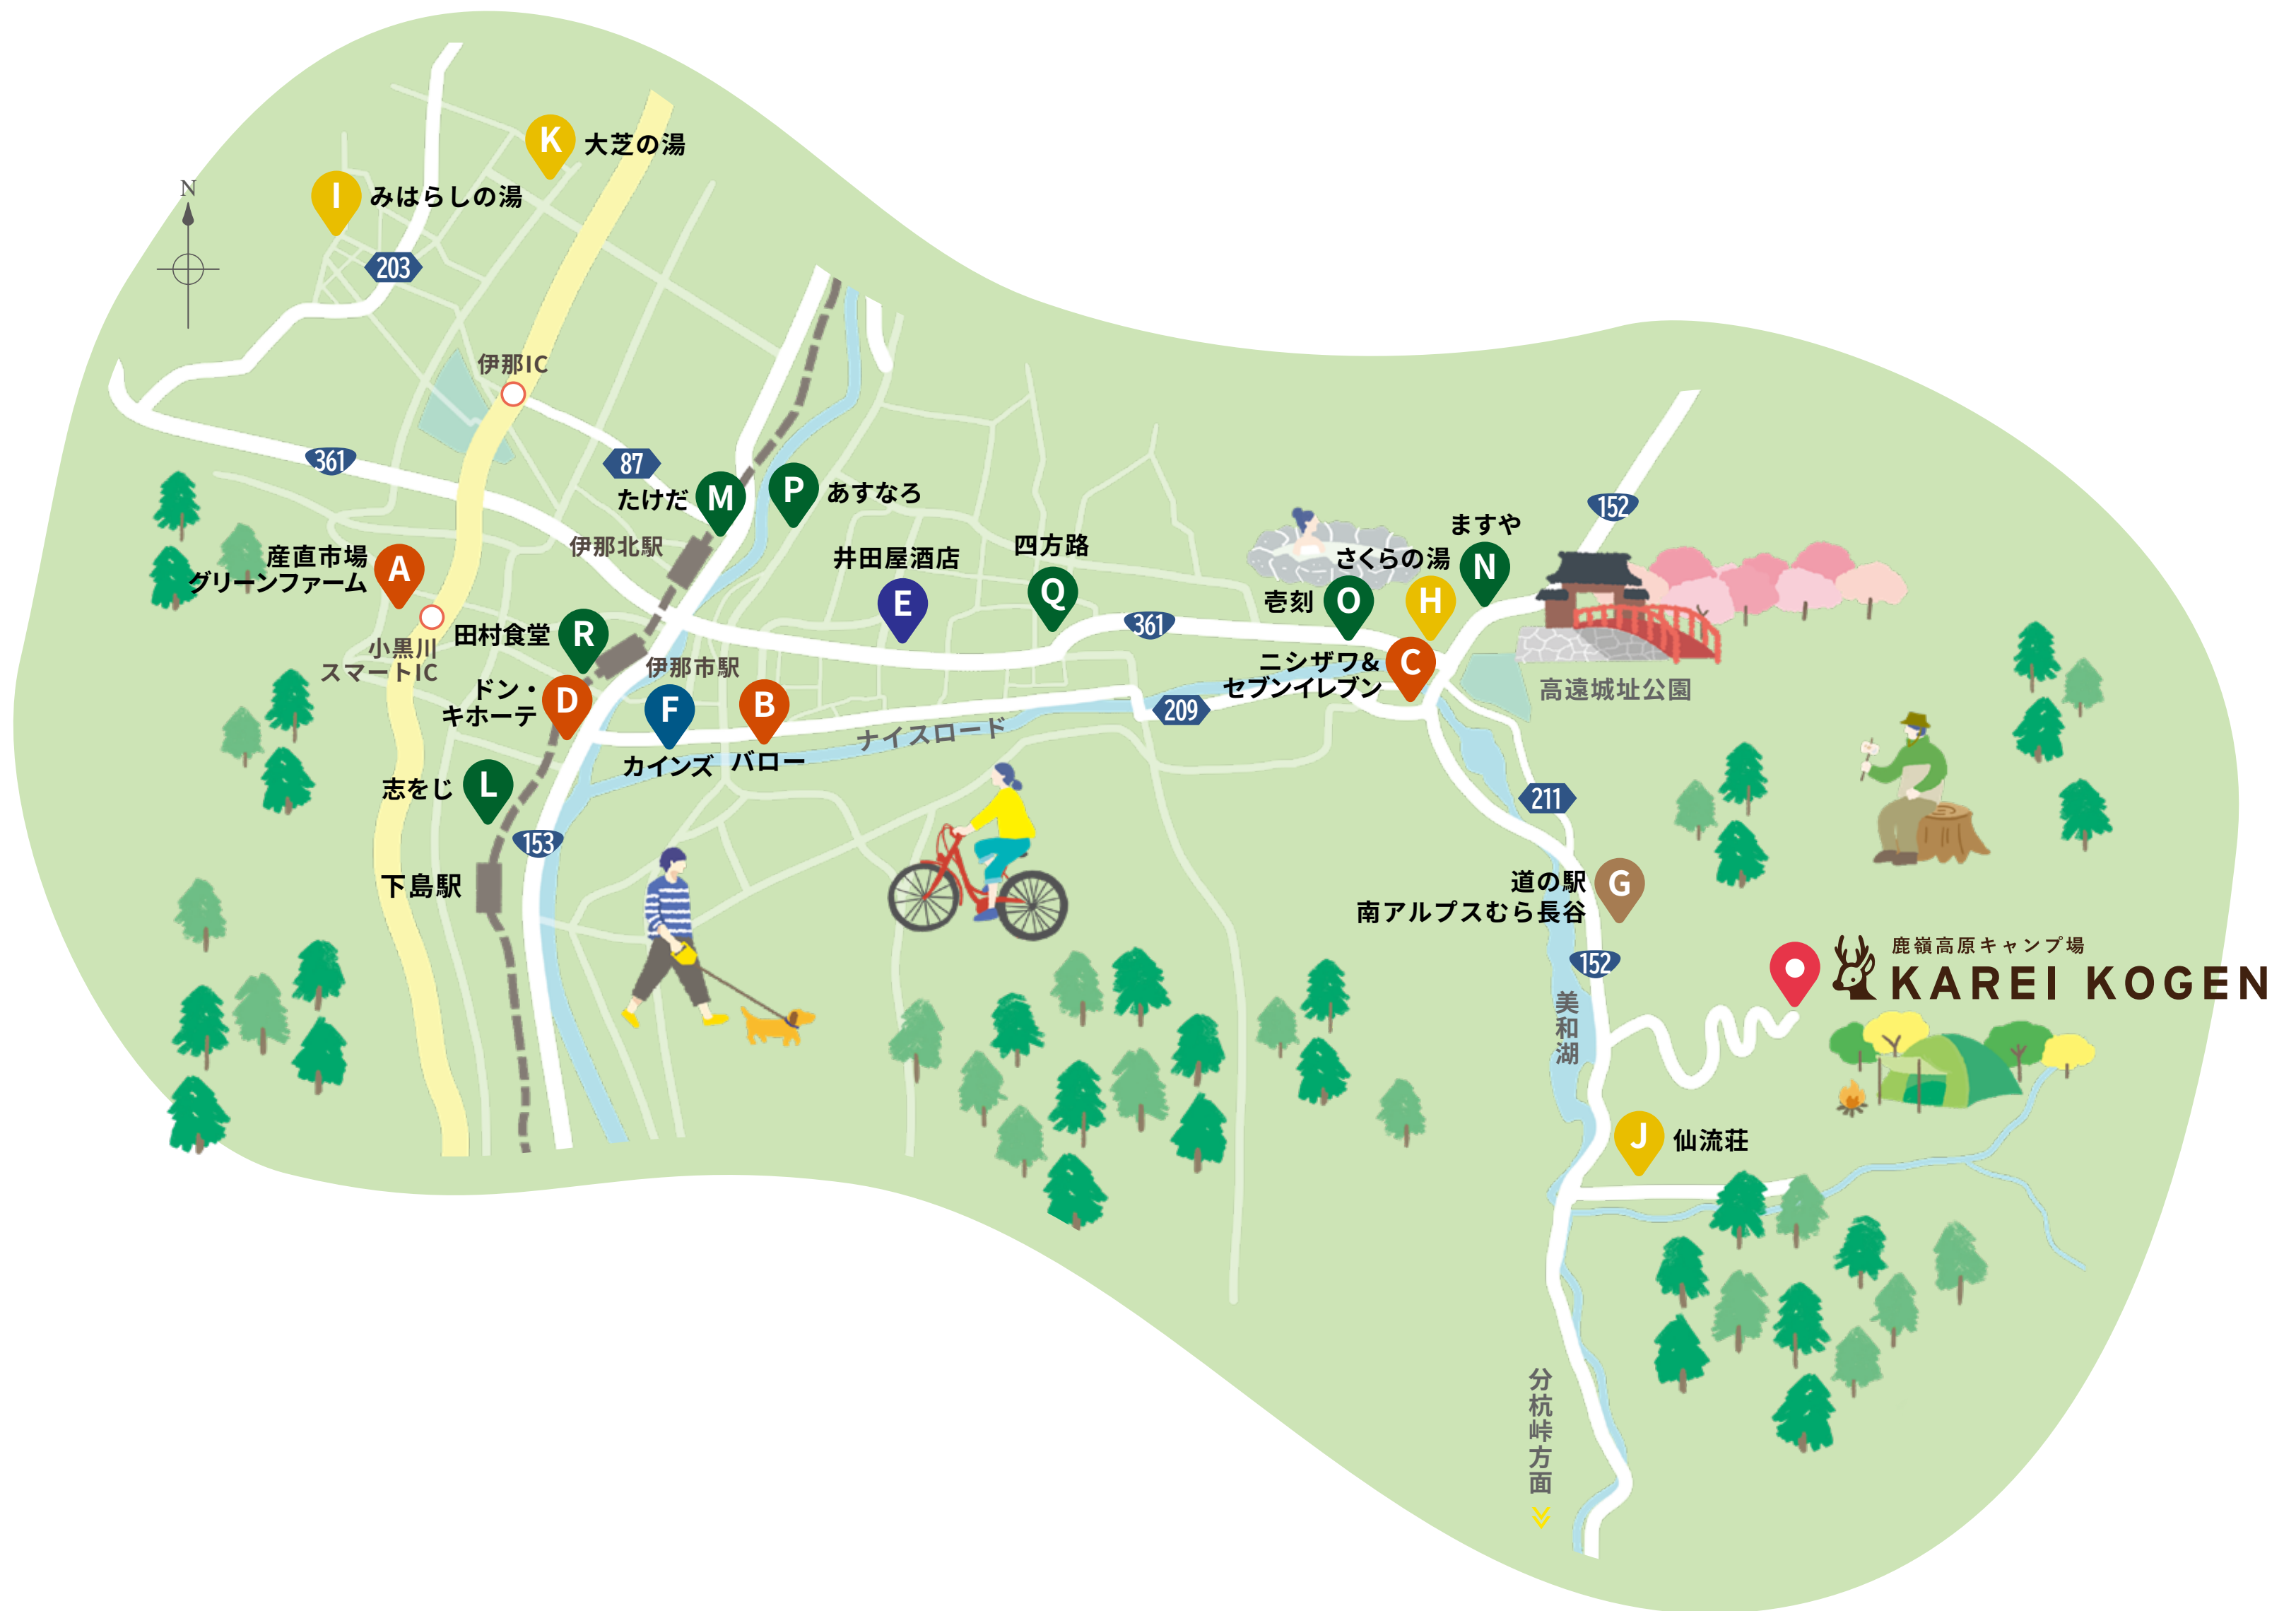 K
大芝の湯
N
I
みはらしの湯
203
伊那IC
361
87
たけだ
M
P
あすなろ
152
ますや
N
伊那北駅
産直市場
グリーンファーム
A
井田屋酒店
E
四方路
Q
さくらの湯
H
壱刻
O
361
小黒川
スマートIC
田村食堂
R
伊那市駅
ニシザワ&
セブンイレブン
C
高遠城址公園
ドン・
キホーテ
D
F
カインズ
B
バロー
ナイスロード
209
志をじ
L
153
211
下島駅
道の駅
南アルプスむら長谷
G
152
鹿嶺高原キャンプ場
KAREI KOGEN
美和湖
J
仙流荘
分杭峠方面